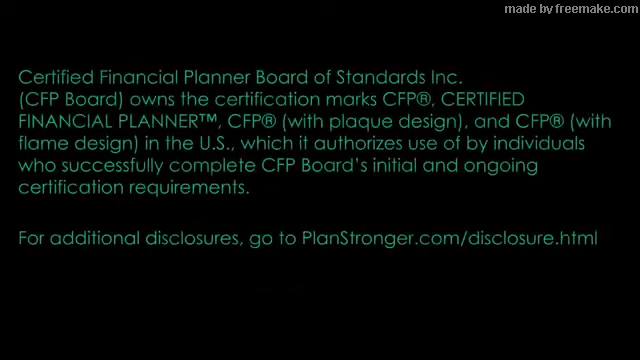 made by freemake.com
Certified Financial Planner Board of Standards Inc.
(CFP Board) owns the certification marks CFP®, CERTIFIED
FINANCIAL PLANNER™, CFP® (with plaque design), and CFP® (with
flame design) in the U.S., which it authorizes use of by individuals
who successfully complete CFP Board's initial and ongoing
certification requirements.
For additional disclosures, go to PlanStronger.com/disclosure.html